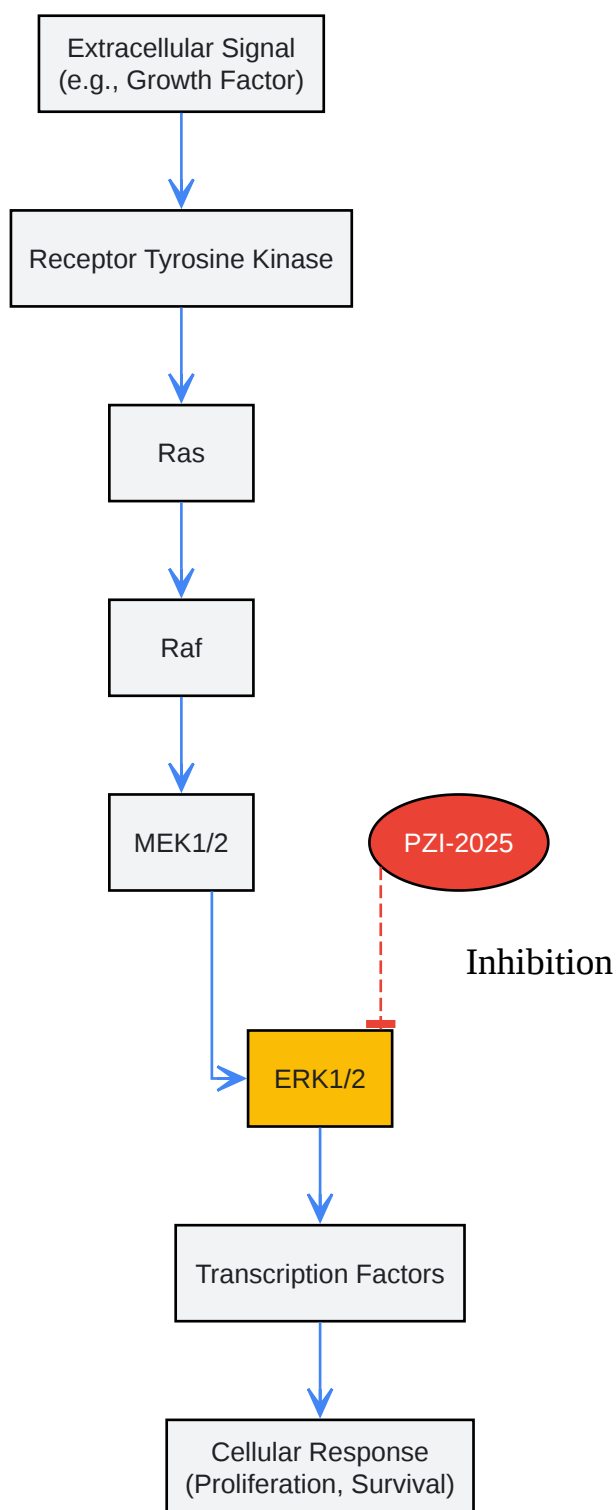 Extracellular Signal
(e.g., Growth Factor)
Receptor Tyrosine Kinase
Ras
Raf
MEK1/2
PZI-2025
Inhibition
ERK1/2
Transcription Factors
Cellular Response
(Proliferation, Survival)